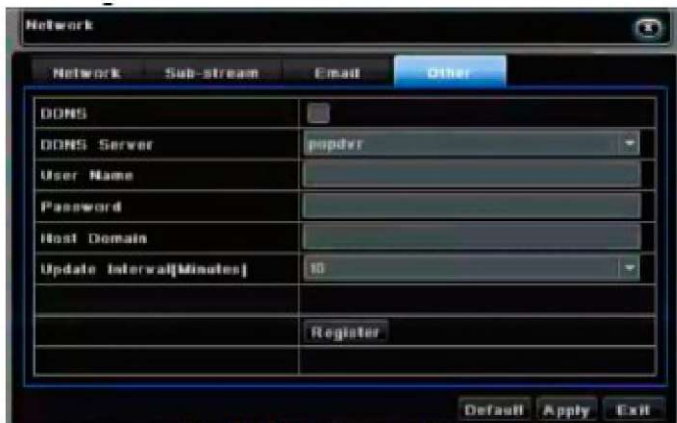 Network
Network Sub-stream Email Other
DDNS
DDNS Server popdvr
User Name
Password
Host Domain
Update Interval[Minutes] 10
Register
Default Apply Exit